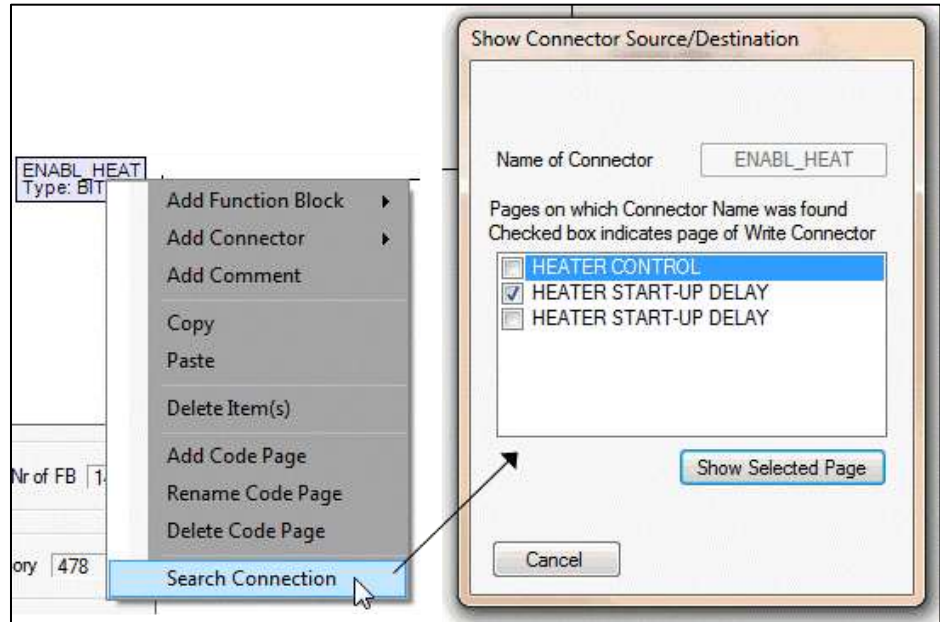 ENABL_HEAT
Type: BIT
Add Function Block
Add Connector
Add Comment
Copy
Paste
Delete Item(s)
Add Code Page
Rename Code Page
Delete Code Page
Search Connection
Nr of FB
ory 478
Show Connector Source/Destination
Name of Connector ENABL_HEAT
Pages on which Connector Name was found
Checked box indicates page of Write Connector
HEATER CONTROL
HEATER START-UP DELAY
HEATER START-UP DELAY
Show Selected Page
Cancel